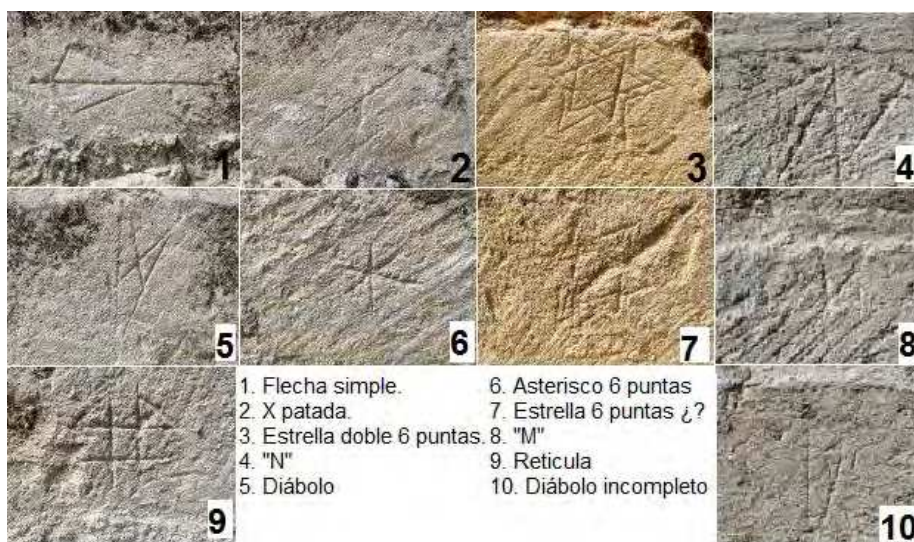 1
2
3
4
5
6
7
8
9
10
1. Flecha simple.
2. X patada.
3. Estrella doble 6 puntas.
4. "N"
5. Diábolo
6. Asterisco 6 puntas
7. Estrella 6 puntas ¿?
8. "M"
9. Reticula
10. Diábolo incompleto